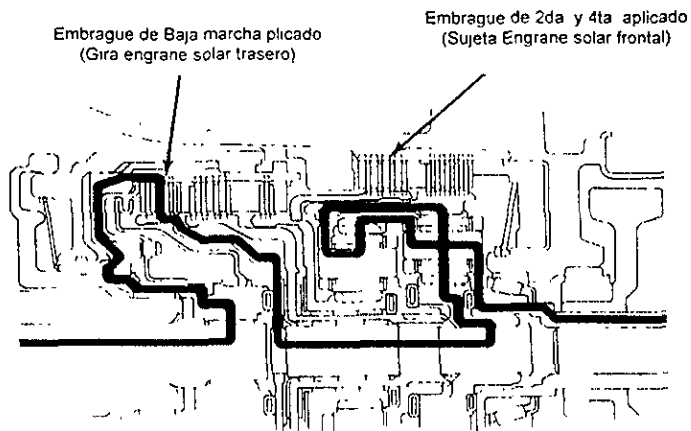 Embrague de Baja marcha plicado
(Gira engrane solar trasero)
Embrague de 2da y 4ta aplicado
(Sujeta Engrane solar frontal)